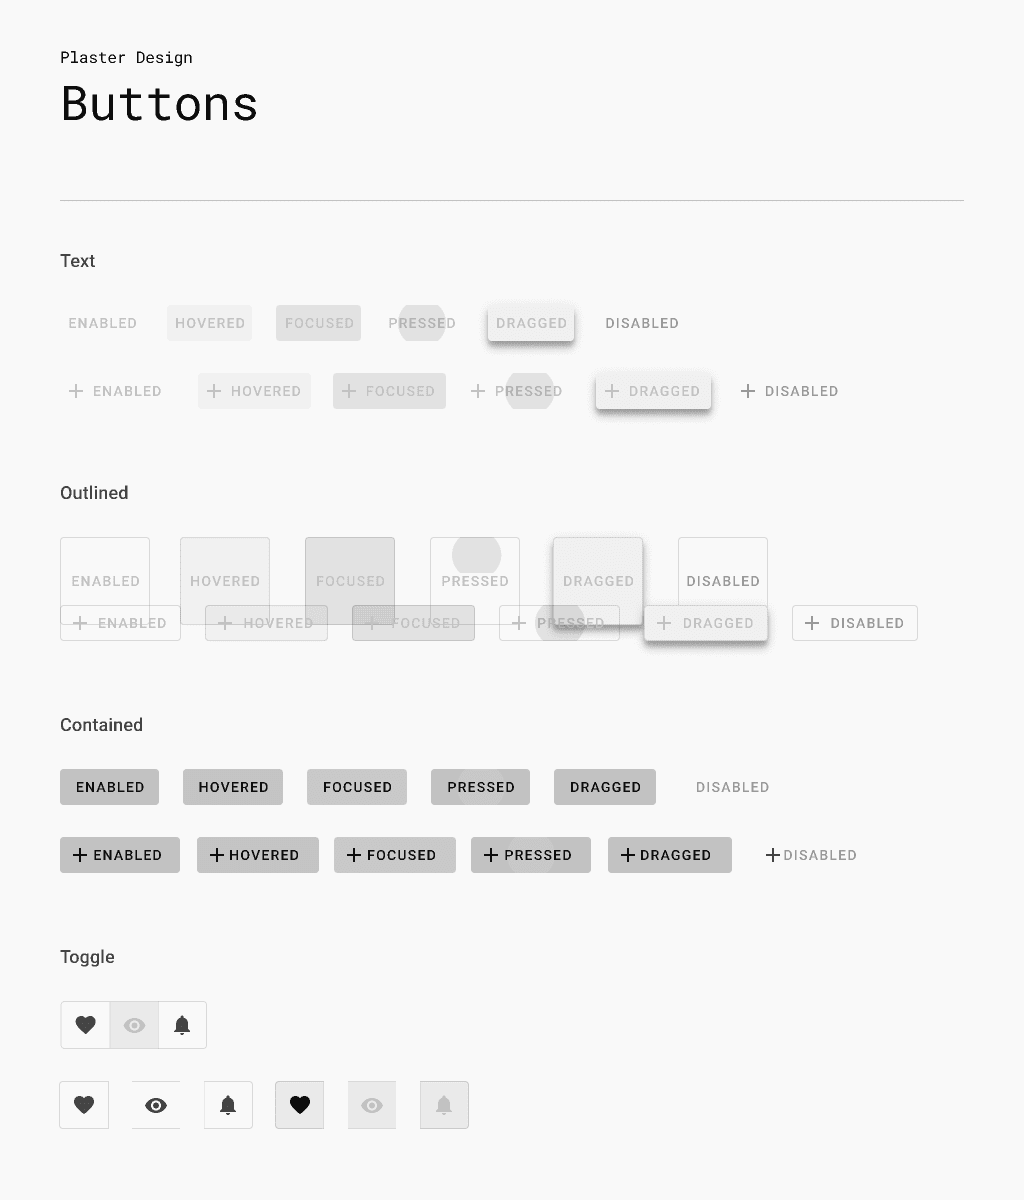 Plaster Design
Buttons
Text
ENABLED HOVERED FOCUSED PRESSED DRAGGED DISABLED
ENABLED HOVERED FOCUSED PRESSED DRAGGED DISABLED
Outlined
ENABLED HOVERED FOCUSED PRESSED DRAGGED DISABLED
ENABLED HOVERED FOCUSED PRESSED DRAGGED DISABLED
Contained
ENABLED HOVERED FOCUSED PRESSED DRAGGED DISABLED
ENABLED HOVERED FOCUSED PRESSED DRAGGED DISABLED
Toggle